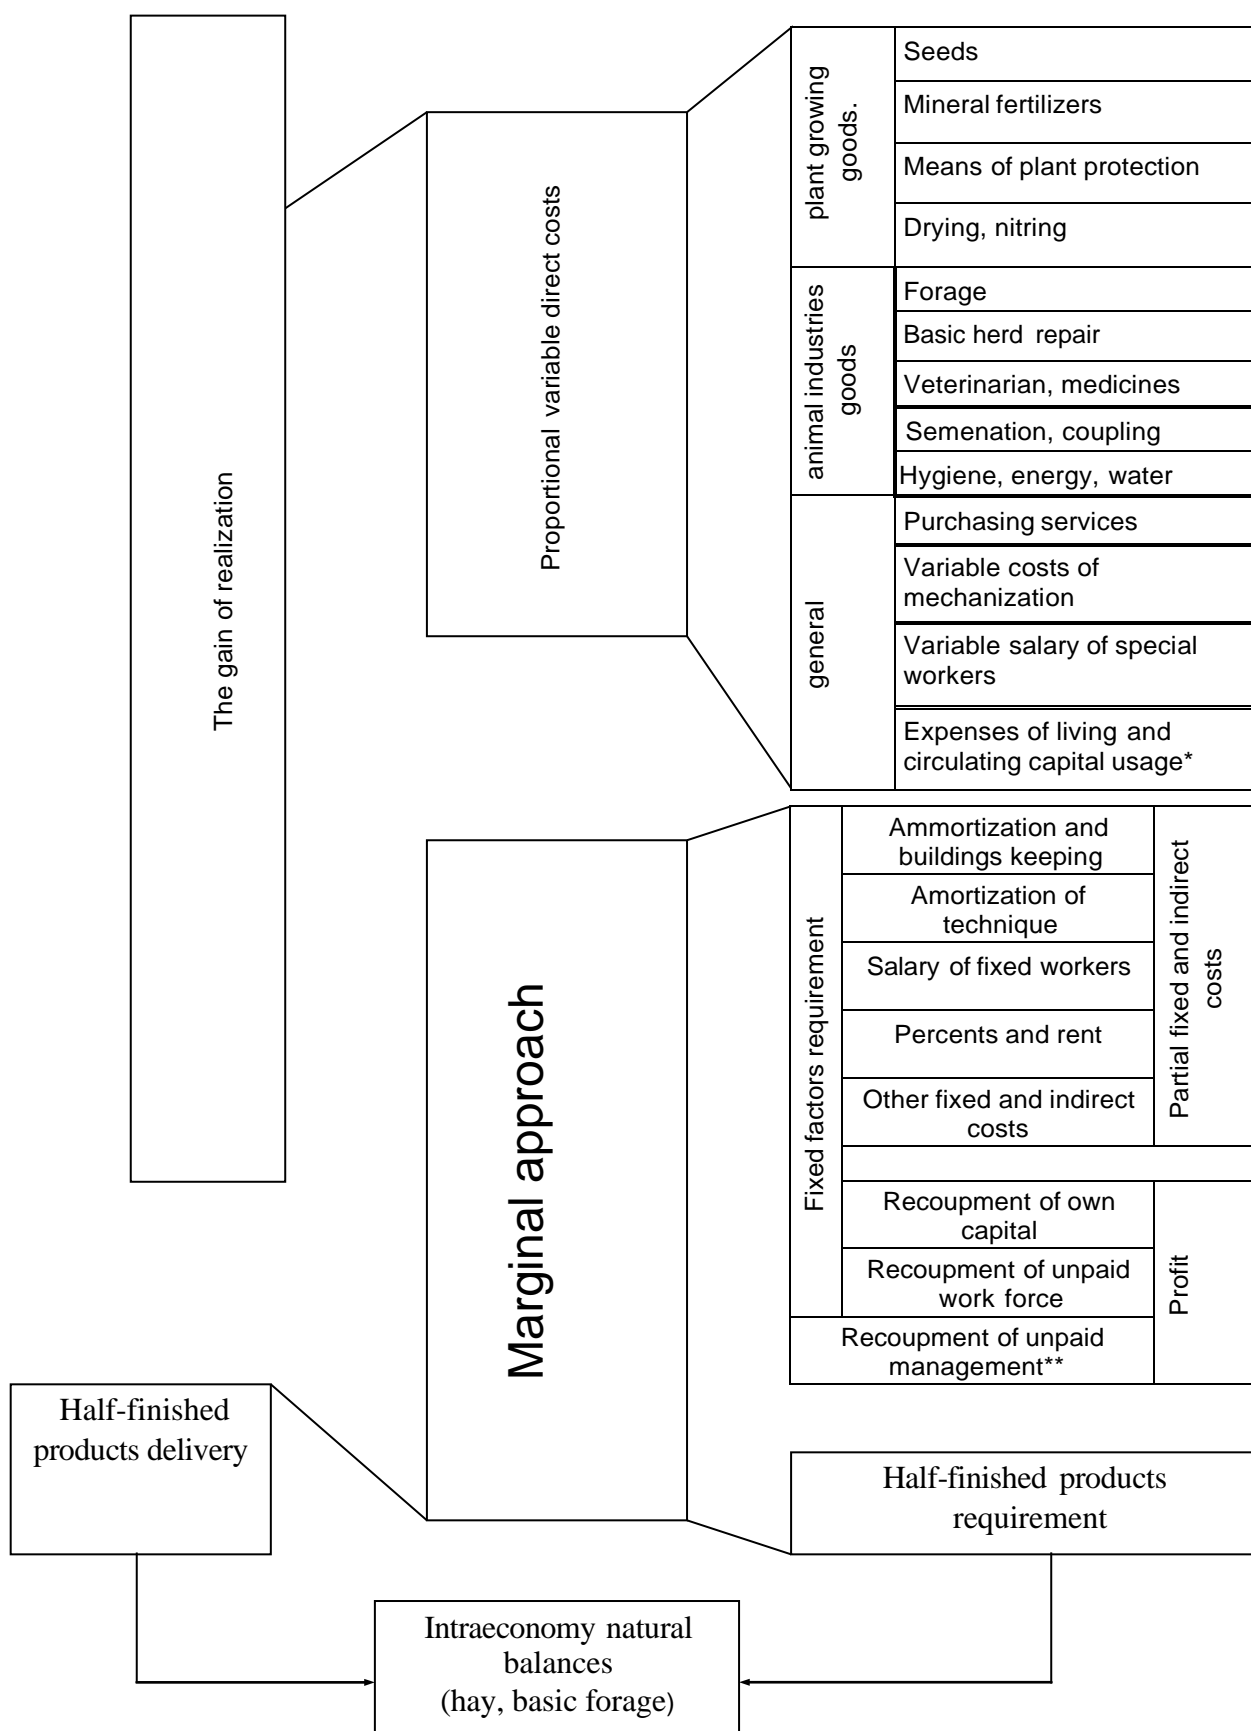 The gain of realization
Proportional variable direct costs
plant growing
goods.
Seeds
Mineral fertilizers
Means of plant protection
Drying, nitring
animal industries
goods
Forage
Basic herd repair
Veterinarian, medicines
Semenation, coupling
Hygiene, energy, water
general
Purchasing services
Variable costs of
mechanization
Variable salary of special
workers
Expenses of living and
circulating capital usage*
Marginal approach
Fixed factors requirement
Ammortization and
buildings keeping
Amortization of
technique
Salary of fixed workers
Percents and rent
Other fixed and indirect
costs
Partial fixed and indirect
costs
Recoupment of own
capital
Recoupment of unpaid
work force
Recoupment of unpaid
management**
Profit
Half-finished
products delivery
Half-finished products
requirement
Intraeconomy natural
balances
(hay, basic forage)